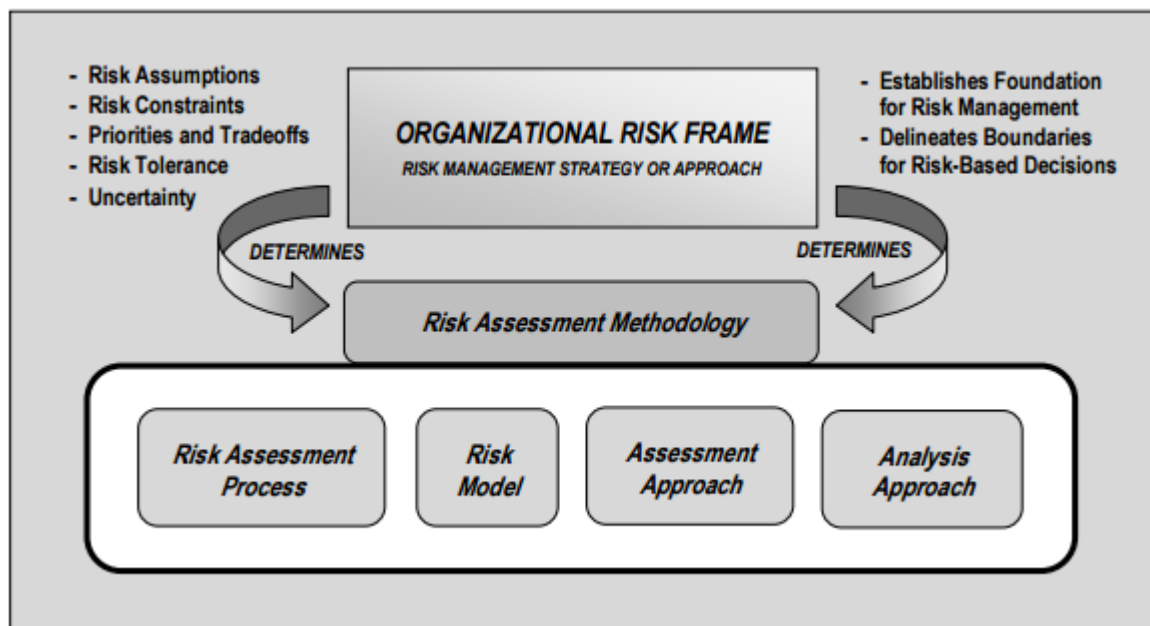 - Risk Assumptions
- Risk Constraints
- Priorities and Tradeoffs
- Risk Tolerance
- Uncertainty
ORGANIZATIONAL RISK FRAME
RISK MANAGEMENT STRATEGY OR APPROACH
- Establishes Foundation
for Risk Management
- Delineates Boundaries
for Risk-Based Decisions
DETERMINES
DETERMINES
Risk Assessment Methodology
Risk Assessment
Process
Risk
Model
Assessment
Approach
Analysis
Approach